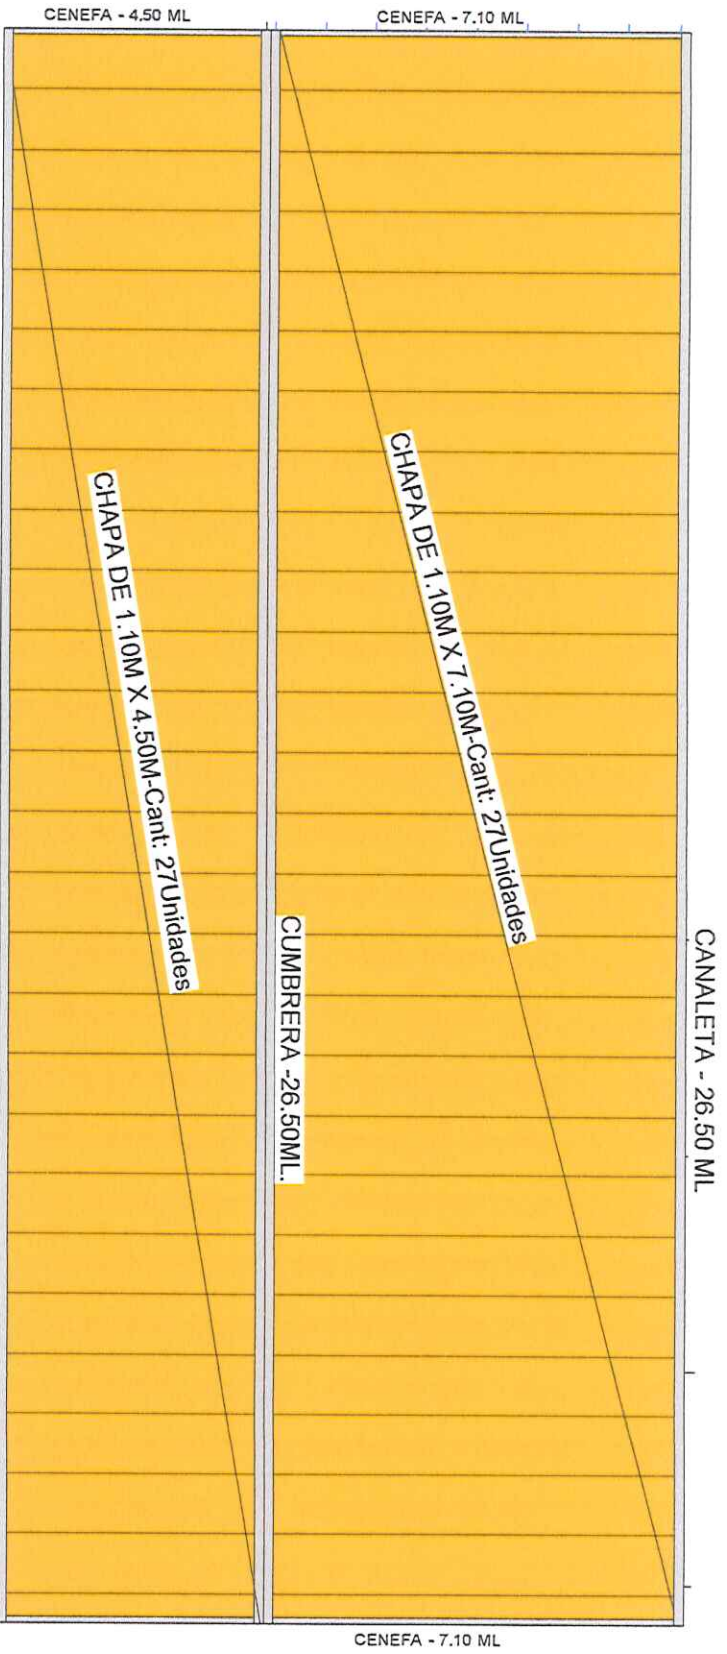 CENEFA - 4.50 ML
CENEFA - 7.10 ML
CHAPA DE 1.10M X 7.10M-Cant: 27Unidades
CHAPA DE 1.10M X 4.50M-Cant: 27Unidades
CUMBRERA -26.50ML.
CANALETA - 26.50 ML
CENEFA - 7.10 ML